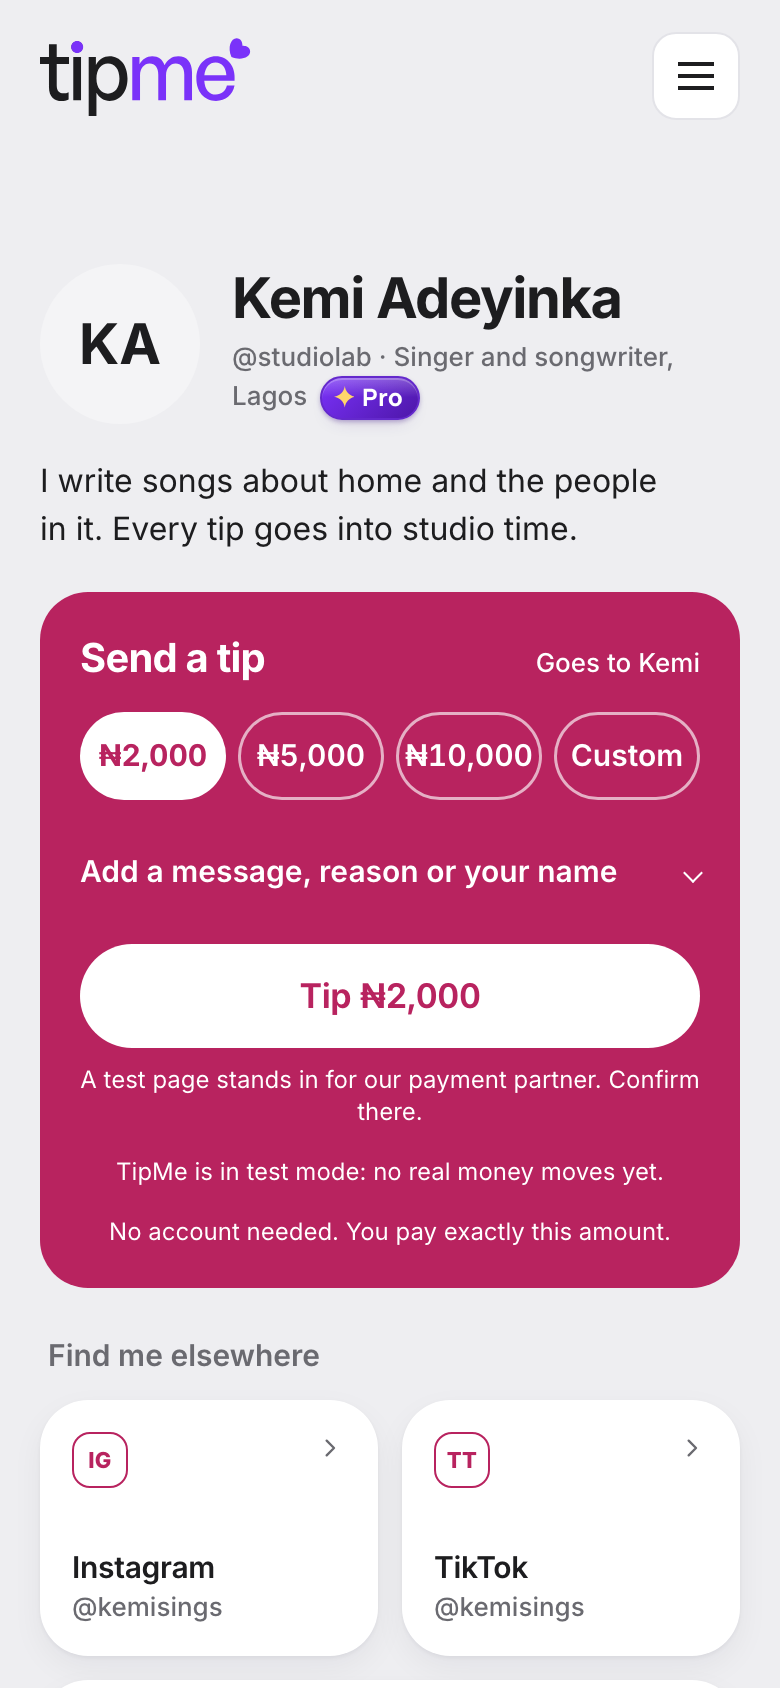 tipme
KA
Kemi Adeyinka
@studiolab · Singer and songwriter,
Lagos ✦ Pro
I write songs about home and the people
in it. Every tip goes into studio time.
Send a tip
Goes to Kemi
₦2,000
₦5,000
₦10,000
Custom
Add a message, reason or your name
Tip ₦2,000
A test page stands in for our payment partner. Confirm
there.
TipMe is in test mode: no real money moves yet.
No account needed. You pay exactly this amount.
Find me elsewhere
IG
Instagram
@kemisings
TT
TikTok
@kemisings